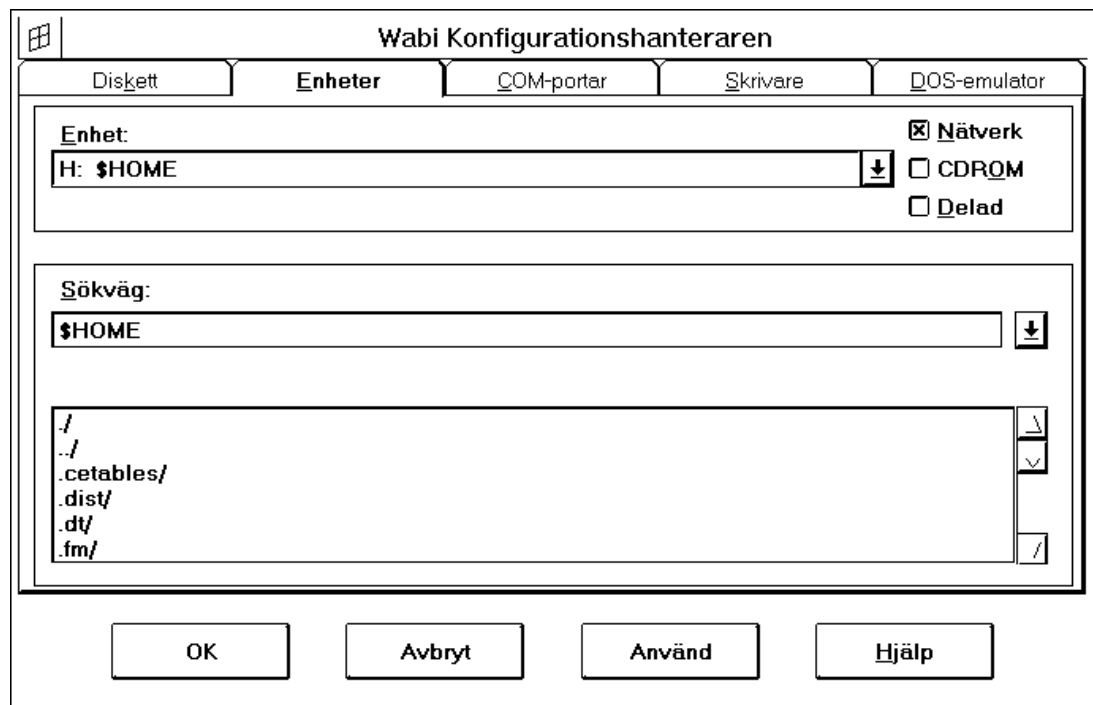 Wabi Konfigurationshanteraren
Diskett Enheter COM-portar Skrivare DOS-emulator
Enhet:
Nätverk
H: $HOME
CDROM
Delad
Sökväg:
$HOME
./
../
.cetables/
.dist/
.dt/
.fm/
OK Avbryt Använd Hjälp